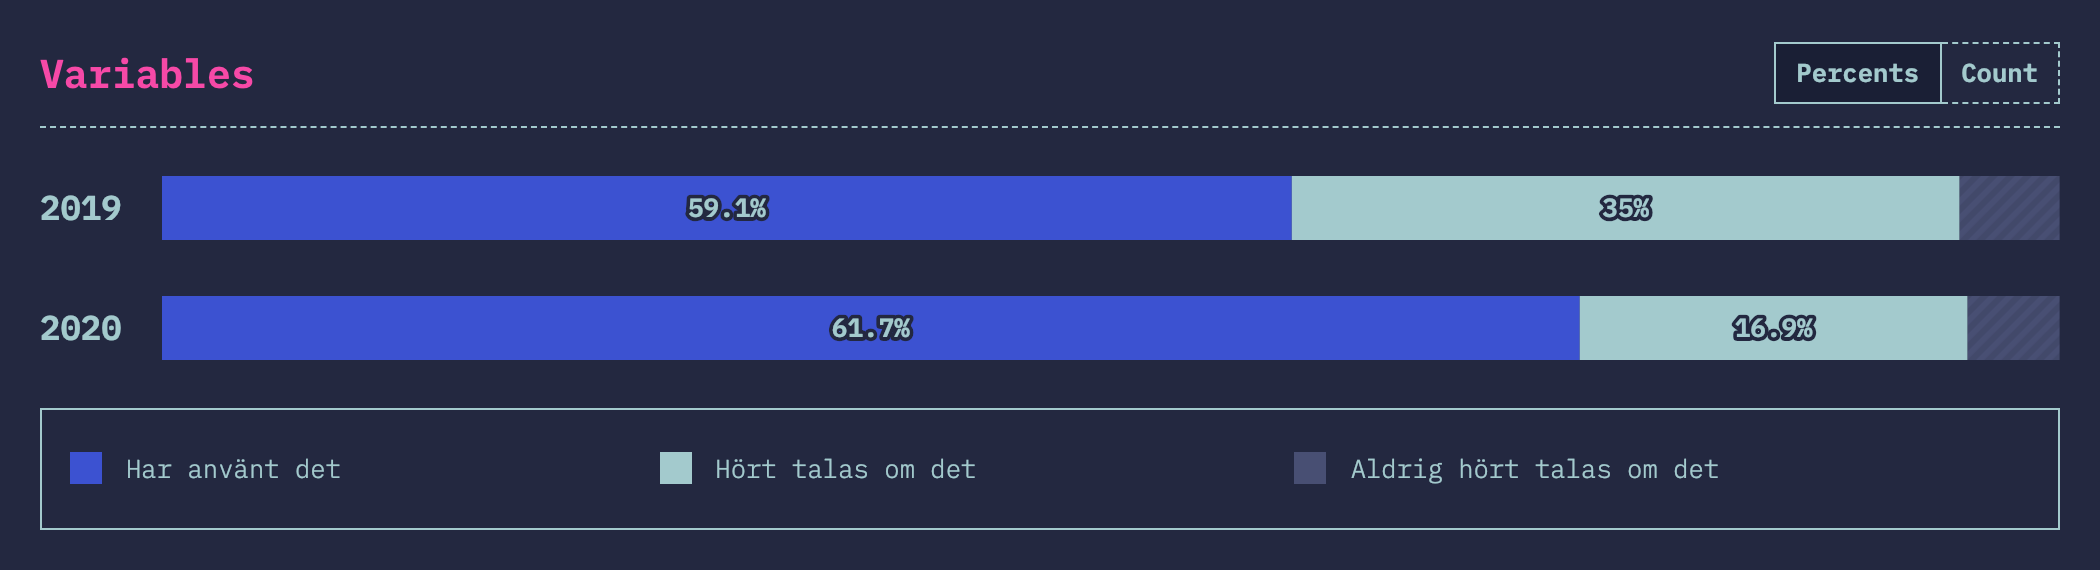 Variables
Percents Count
2019 59.1% 35%
2020 61.7% 16.9%
Har använt det Hört talas om det Aldrig hört talas om det